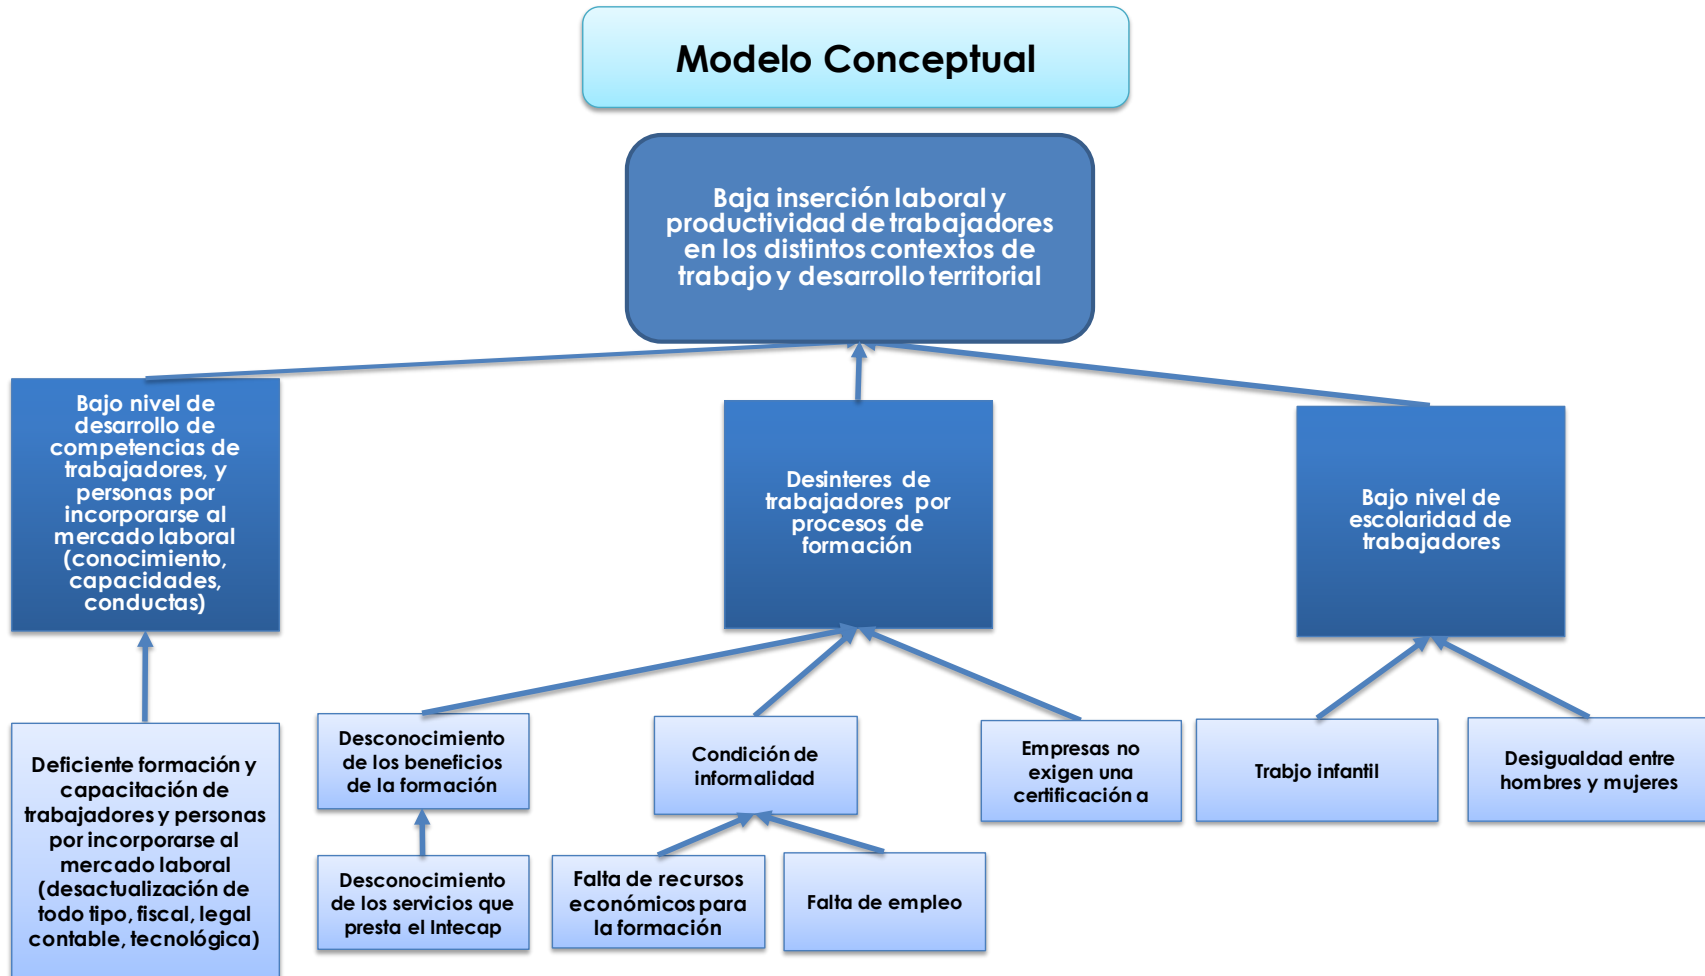 Modelo Conceptual
Baja inserción laboral y
productividad de trabajadores
en los distintos contextos de
trabajo y desarrollo territorial
Bajo nivel de
desarrollo de
competencias de
trabajadores, y
personas por
incorporarse al
mercado laboral
(conocimiento,
capacidades,
conductas)
Desinteres de
trabajadores por
procesos de
formación
Bajo nivel de
escolaridad de
trabajadores
Deficiente formación y
capacitación de
trabajadores y personas
por incorporarse al
mercado laboral
(desactualización de
todo tipo, fiscal, legal
contable, tecnológica)
Desconocimiento
de los beneficios
de la formación
Condición de
informalidad
Empresas no
exigen una
certificación a
Trabjo infantil
Desigualdad entre
hombres y mujeres
Desconocimiento
de los servicios que
presta el Intecap
Falta de recursos
económicos para
la formación
Falta de empleo